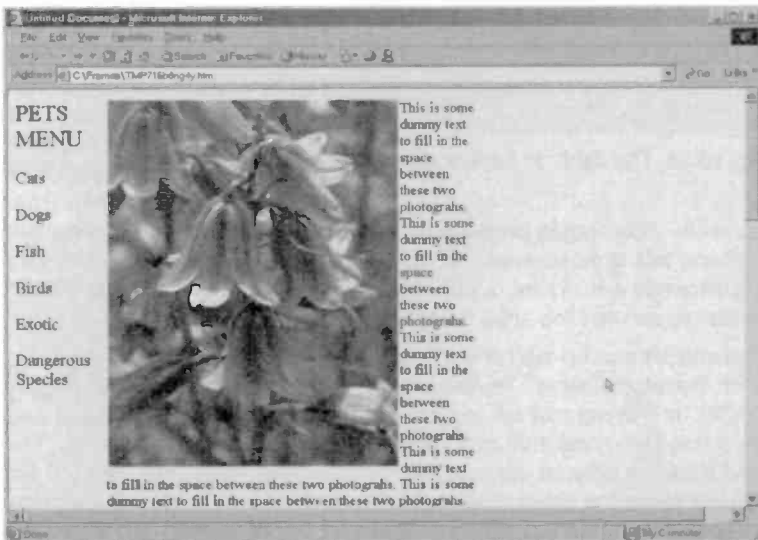 Untitled Document - Microsoft Internet Explorer
File Edit View Favorites Tools Help
Search Favorites History
Address C:\Frames\ Go Links
PETS
MENU
Cats
Dogs
Fish
Birds
Exotic
Dangerous
Species
This is some
dummy text
to fill in the
space
between
these two
photograhs.
This is some
dummy text
to fill in the
space
between
these two
photograhs.
This is some
dummy text
to fill in the
space
between
these two
photograhs.
This is some
dummy text
to fill in the space between these two photograhs. This is some
dummy text to fill in the space between these two photograhs.
Done
My Computer